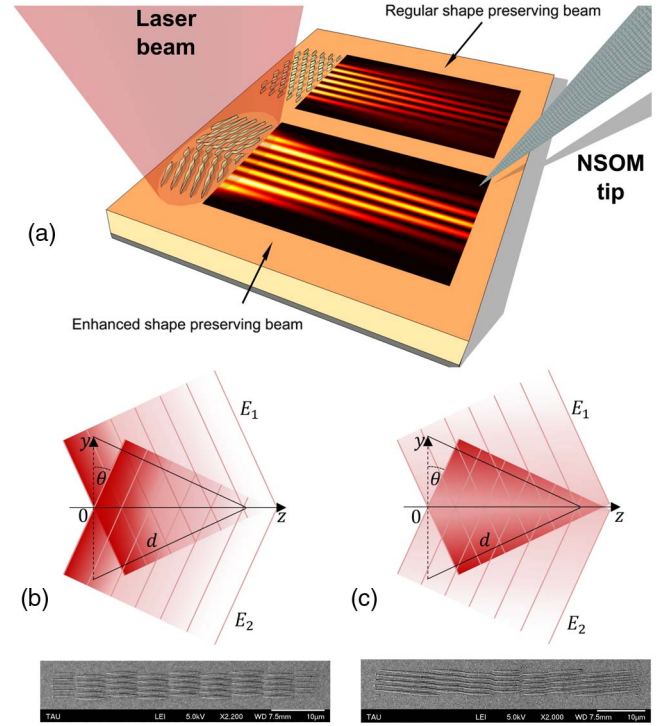 Regular shape preserving beam
Laser
beam
NSOM
tip
(a)
Enhanced shape preserving beam
E₁
y
θ
0
z
d
(b)
E₂
E₁
y
θ
0
z
d
(c)
E₂
TAU LEI 5.0kV X2.200 WD 7.5mm 10μm
TAU LEI 5.0kV X2.200 WD 7.5mm 10μm